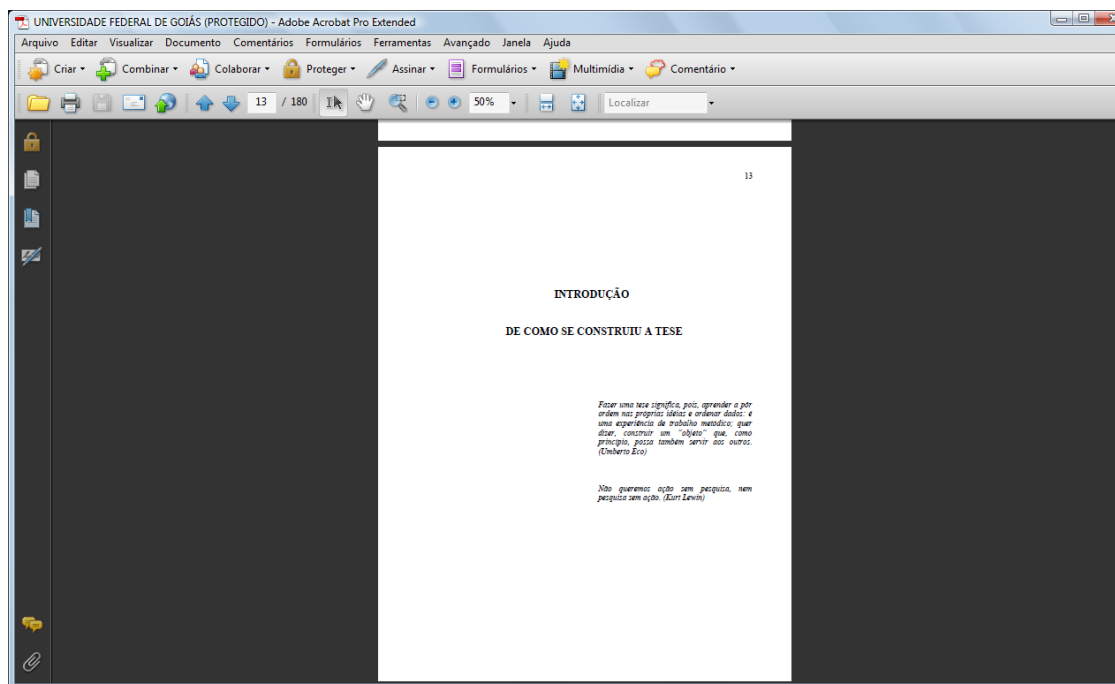 UNIVERSIDADE FEDERAL DE GOIÁS (PROTEGIDO) - Adobe Acrobat Pro Extended
Arquivo Editar Visualizar Documento Comentários Formulários Ferramentas Avançado Janela Ajuda
Criar Combinar Colaborar Proteger Assinar Formulários Multimídia Comentário
13 / 180 50% Localizar
13
INTRODUÇÃO
DE COMO SE CONSTRUIU A TESE
Fazer uma tese significa, pois, aprender a pôr
ordem nas próprias idéias e ordenar dados: é
uma experiência de trabalho metódico; quer
dizer, construir um "objeto" que, como
princípio, possa também servir aos outros.
(Umberto Eco)
Não queremos ação sem pesquisa, nem
pesquisa sem ação. (Kurt Lewin)